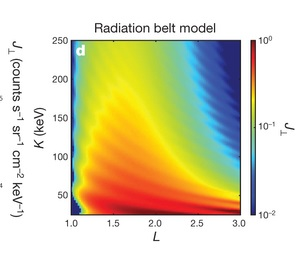 Radiation belt model
d
J⊥ (counts s⁻¹ sr⁻¹ cm⁻² keV⁻¹)
K (keV)
250
200
150
100
50
1.0
1.5
2.0
2.5
3.0
L
10⁰
10⁻¹
10⁻²
J⊥